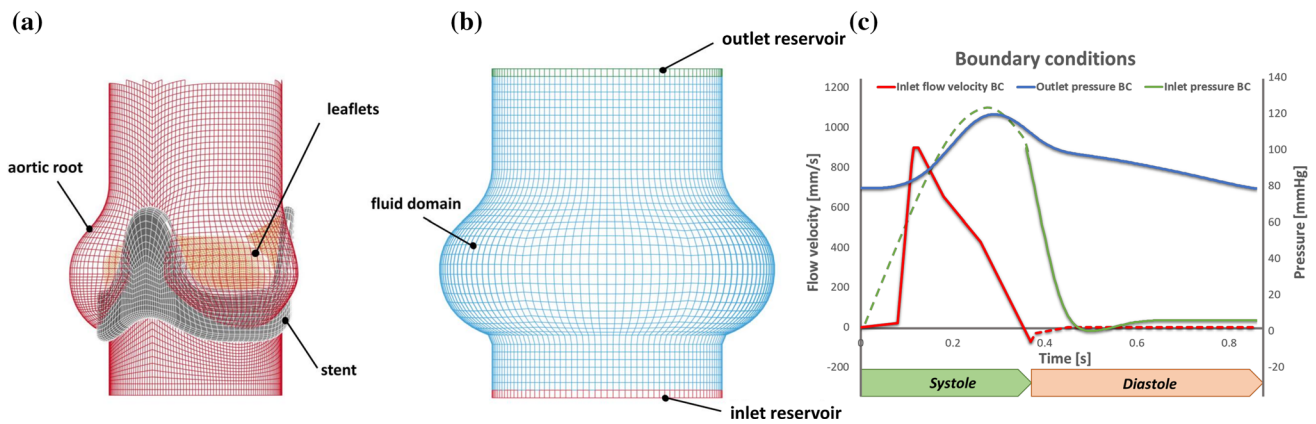 (a)
leaflets
aortic root
stent
(b)
outlet reservoir
fluid domain
inlet reservoir
(c)
Boundary conditions
Inlet flow velocity BC
Outlet pressure BC
Inlet pressure BC
Flow velocity [mm/s]
1200
1000
800
600
400
200
0
-200
Pressure [mmHg]
140
120
100
80
60
40
20
0
-20
0
0.2
0.4
0.6
0.8
Time [s]
Systole
Diastole